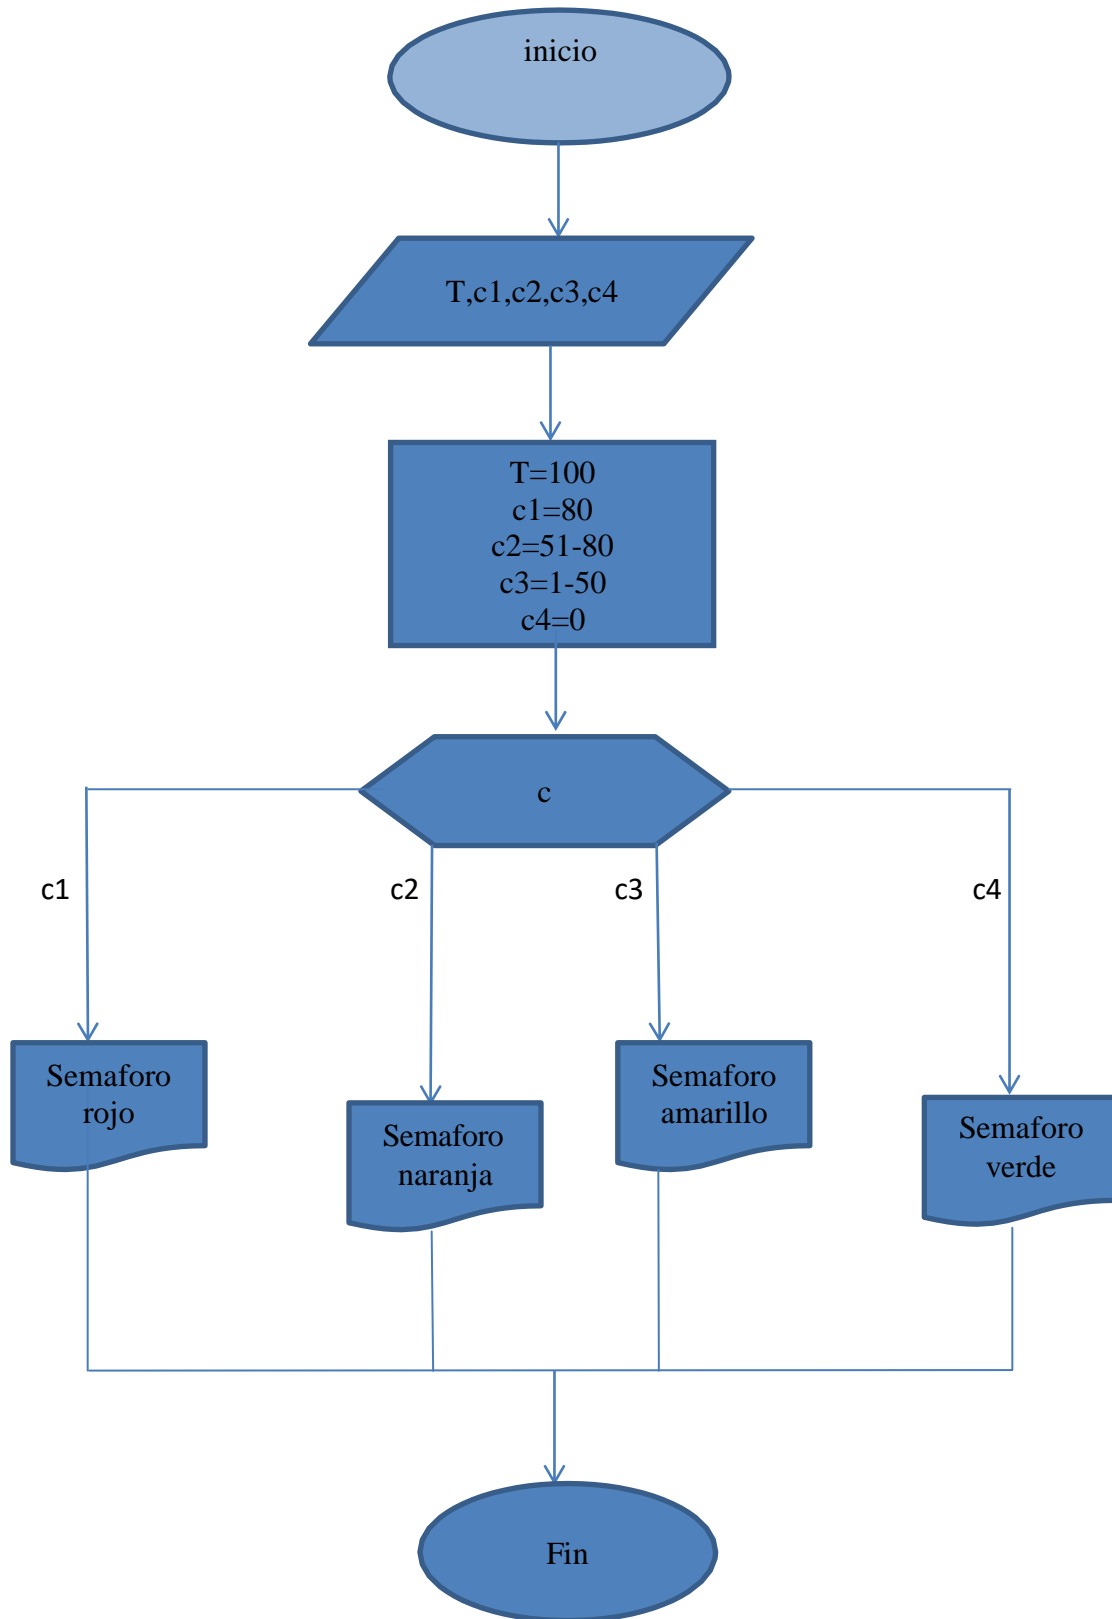 inicio
T,c1,c2,c3,c4
T=100
c1=80
c2=51-80
c3=1-50
c4=0
c
c1
c2
c3
c4
Semaforo
rojo
Semaforo
naranja
Semaforo
amarillo
Semaforo
verde
Fin